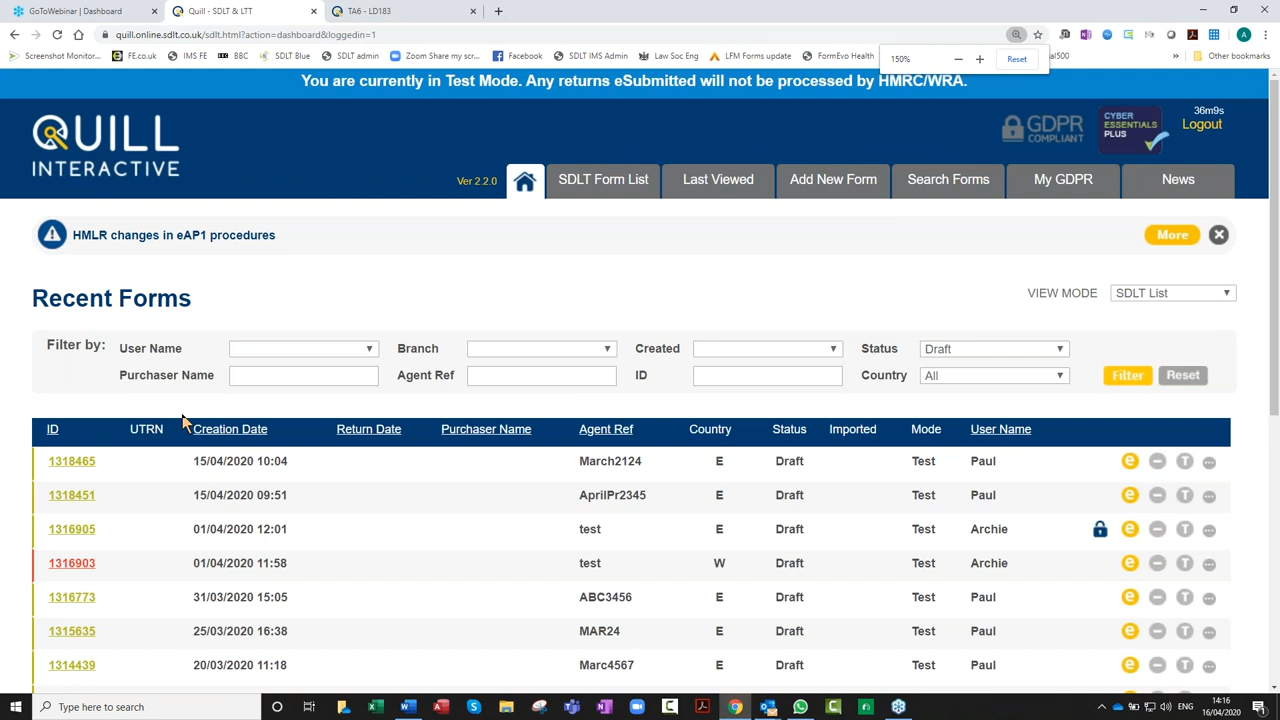 GoToWebinar | Dashboard
Quill - SDLT & LTT
TA6 - LD183
quill.online.sdlt.co.uk/sdlt.html?action=dashboard&loggedin=1
Screenshot Monitor...
FE.co.uk
IMS FE
BBC
SDLT Blue
SDLT admin
Zoom Share my scr...
Facebook
SDLT IMS Admin
Law Soc Eng
LFM Forms update
FormEvo Health
Other bookmarks
150%
Reset
You are currently in Test Mode. Any returns eSubmitted will not be processed by HMRC/WRA.
QUILL
INTERACTIVE
GDPR
COMPLIANT
CYBER
ESSENTIALS
PLUS
36m9s
Logout
Ver 2.2.0
SDLT Form List
Last Viewed
Add New Form
Search Forms
My GDPR
News
HMLR changes in eAP1 procedures
More
Recent Forms
VIEW MODE
SDLT List
Filter by:
User Name
Branch
Created
Status
Draft
Purchaser Name
Agent Ref
ID
Country
All
Filter
Reset
ID UTRN Creation Date Return Date Purchaser Name Agent Ref Country Status Imported Mode User Name
1318465 15/04/2020 10:04 March2124 E Draft Test Paul
1318451 15/04/2020 09:51 AprilPr2345 E Draft Test Paul
1316905 01/04/2020 12:01 test E Draft Test Archie
1316903 01/04/2020 11:58 test W Draft Test Archie
1316773 31/03/2020 15:05 ABC3456 E Draft Test Paul
1315635 25/03/2020 16:38 MAR24 E Draft Test Paul
1314439 20/03/2020 11:18 Marc4567 E Draft Test Paul
Type here to search
ENG
14:16
16/04/2020